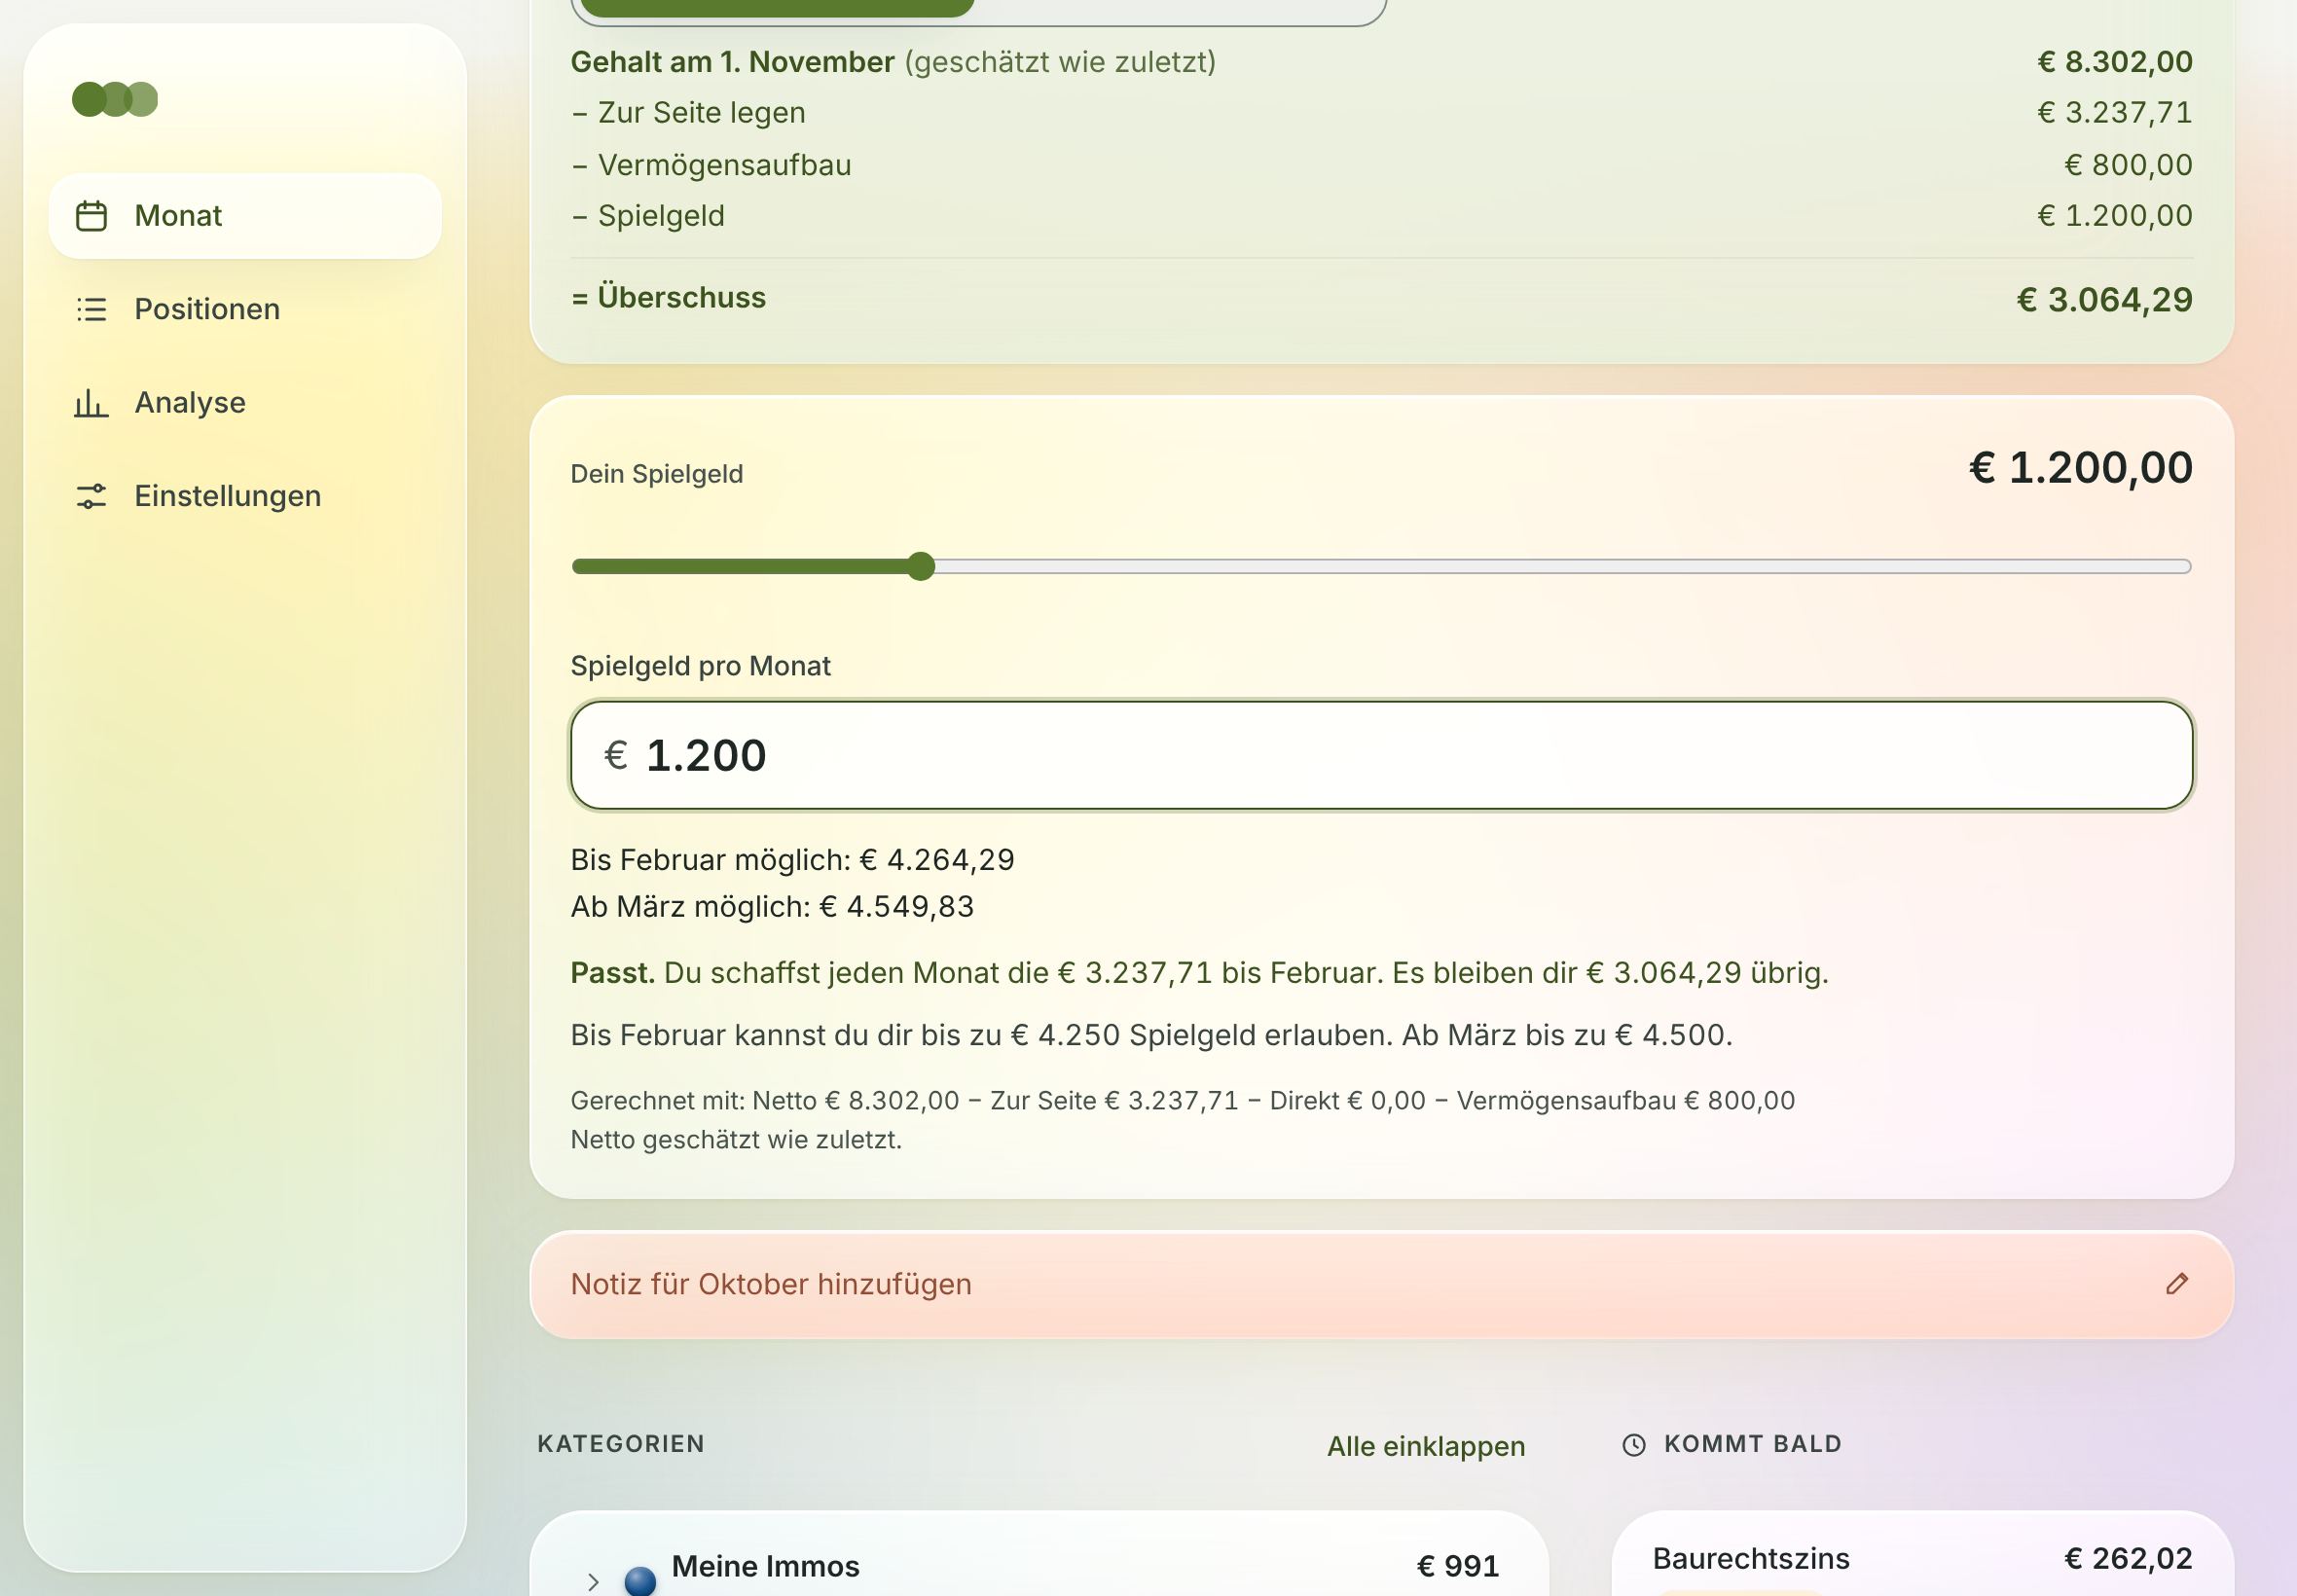 Gehalt am 1. November (geschätzt wie zuletzt) € 8.302,00
– Zur Seite legen € 3.237,71
– Vermögensaufbau € 800,00
– Spielgeld € 1.200,00
= Überschuss € 3.064,29
Monat
Positionen
Analyse
Einstellungen
Dein Spielgeld € 1.200,00
Spielgeld pro Monat
€ 1.200
Bis Februar möglich: € 4.264,29
Ab März möglich: € 4.549,83
Passt. Du schaffst jeden Monat die € 3.237,71 bis Februar. Es bleiben dir € 3.064,29 übrig.
Bis Februar kannst du dir bis zu € 4.250 Spielgeld erlauben. Ab März bis zu € 4.500.
Gerechnet mit: Netto € 8.302,00 – Zur Seite € 3.237,71 – Direkt € 0,00 – Vermögensaufbau € 800,00
Netto geschätzt wie zuletzt.
Notiz für Oktober hinzufügen
KATEGORIEN Alle einklappen
KOMMT BALD
Meine Immos € 991
Baurechtszins € 262,02